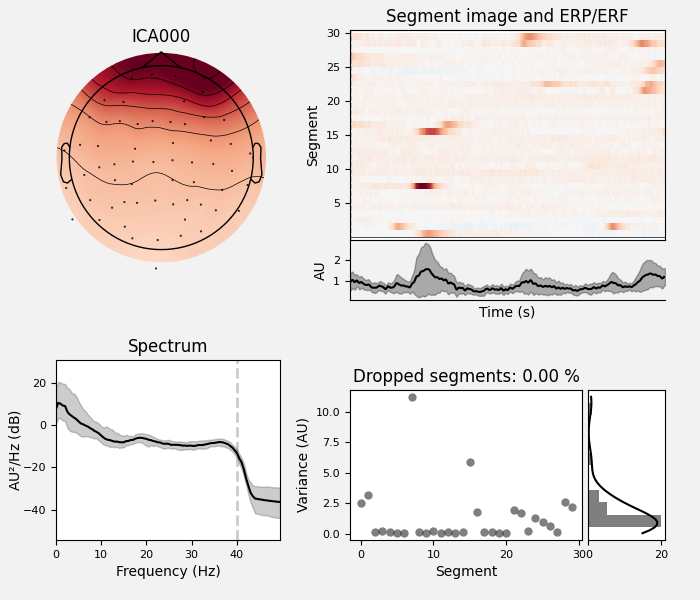 ICA000
Segment image and ERP/ERF
Segment
30
25
20
15
10
5
AU
2
1
Time (s)
Spectrum
AU²/Hz (dB)
20
0
−20
−40
0 10 20 30 40
Frequency (Hz)
Dropped segments: 0.00 %
Variance (AU)
10.0
7.5
5.0
2.5
0.0
0 10 20 30
Segment
0 20